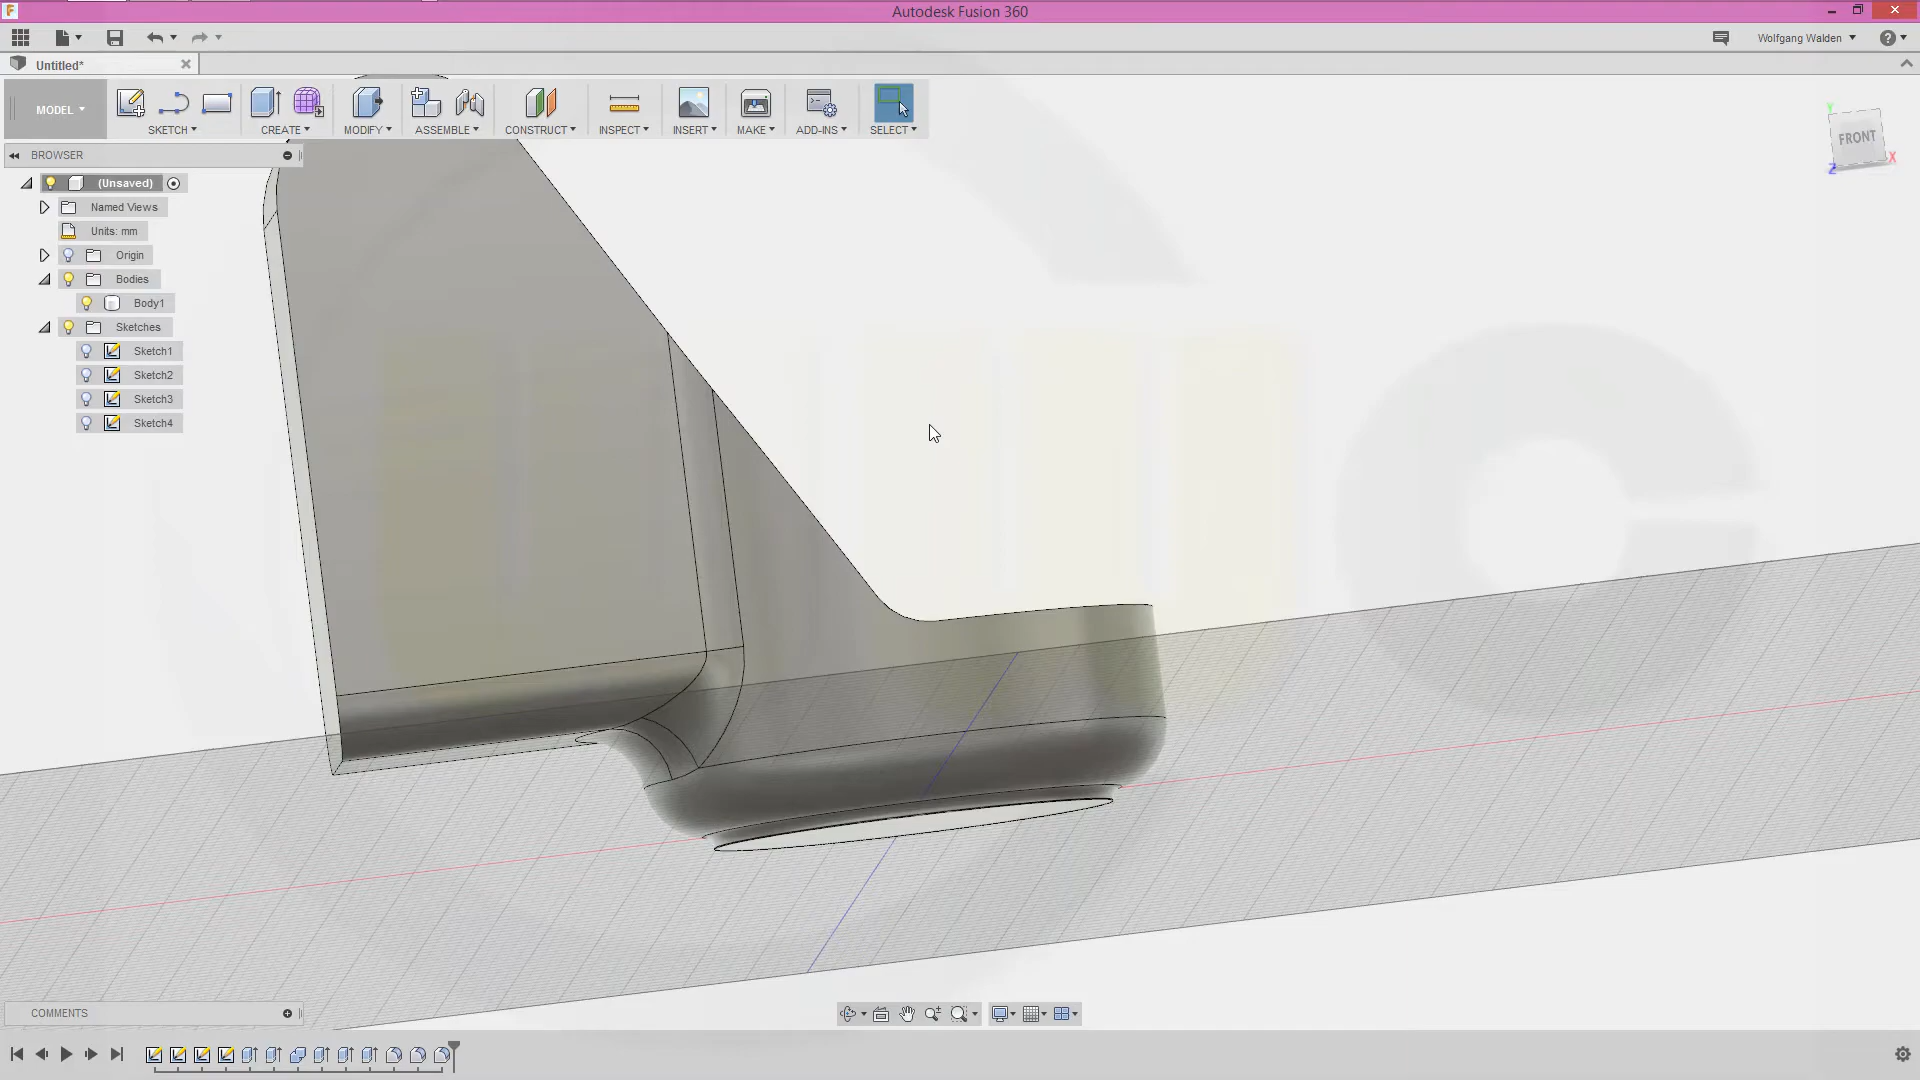 Autodesk Fusion 360
Wolfgang Walden
Untitled*
MODEL
SKETCH
CREATE
MODIFY
ASSEMBLE
CONSTRUCT
INSPECT
INSERT
MAKE
ADD-INS
SELECT
BROWSER
(Unsaved)
Named Views
Units: mm
Origin
Bodies
Body1
Sketches
Sketch1
Sketch2
Sketch3
Sketch4
Y
FRONT
X
Z
COMMENTS